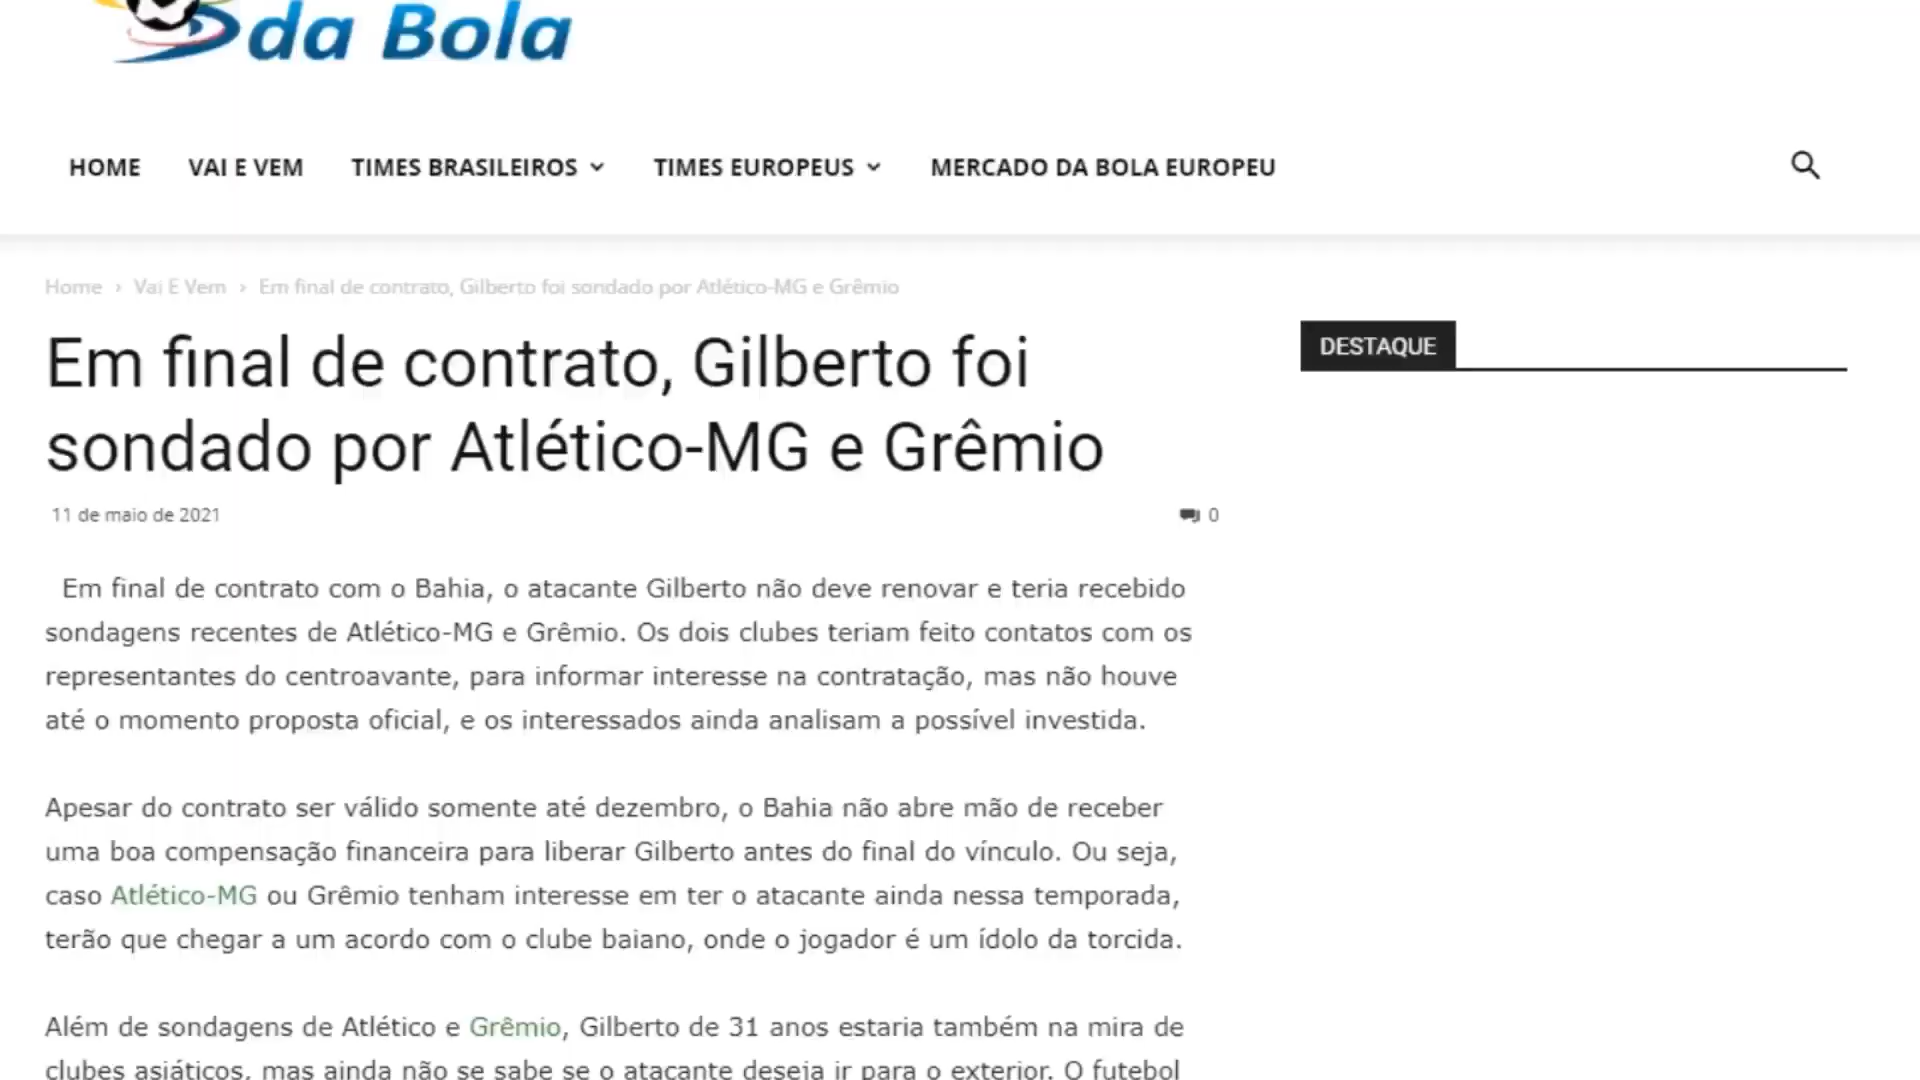 da Bola
HOME VAI E VEM TIMES BRASILEIROS TIMES EUROPEUS MERCADO DA BOLA EUROPEU
Home › Vai E Vem › Em final de contrato, Gilberto foi sondado por Atlético-MG e Grêmio
Em final de contrato, Gilberto foi
sondado por Atlético-MG e Grêmio
DESTAQUE
11 de maio de 2021 0
Em final de contrato com o Bahia, o atacante Gilberto não deve renovar e teria recebido
sondagens recentes de Atlético-MG e Grêmio. Os dois clubes teriam feito contatos com os
representantes do centroavante, para informar interesse na contratação, mas não houve
até o momento proposta oficial, e os interessados ainda analisam a possível investida.
Apesar do contrato ser válido somente até dezembro, o Bahia não abre mão de receber
uma boa compensação financeira para liberar Gilberto antes do final do vínculo. Ou seja,
caso Atlético-MG ou Grêmio tenham interesse em ter o atacante ainda nessa temporada,
terão que chegar a um acordo com o clube baiano, onde o jogador é um ídolo da torcida.
Além de sondagens de Atlético e Grêmio, Gilberto de 31 anos estaria também na mira de
clubes asiáticos, mas ainda não se sabe se o atacante deseja ir para o exterior. O futebol